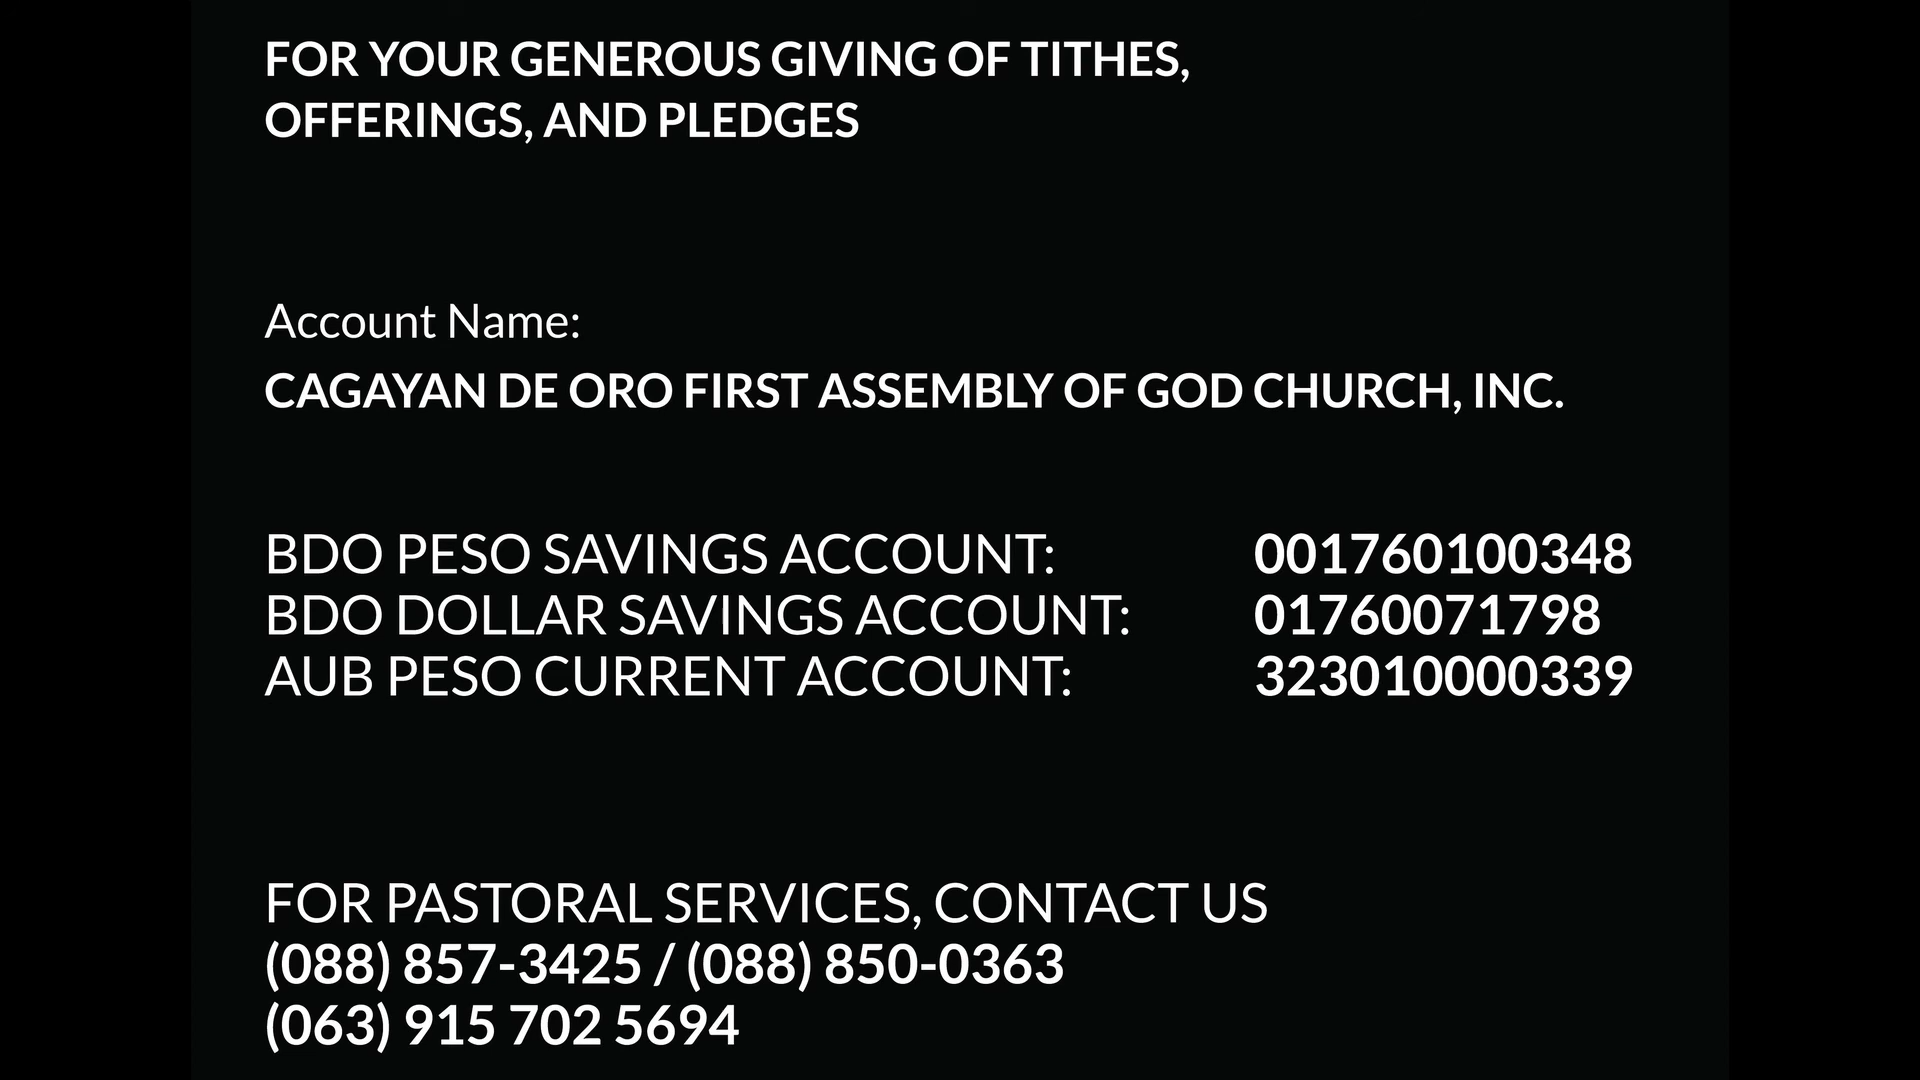 FOR YOUR GENEROUS GIVING OF TITHES,
OFFERINGS, AND PLEDGES
Account Name:
CAGAYAN DE ORO FIRST ASSEMBLY OF GOD CHURCH, INC.
BDO PESO SAVINGS ACCOUNT: 001760100348
BDO DOLLAR SAVINGS ACCOUNT: 01760071798
AUB PESO CURRENT ACCOUNT: 323010000339
FOR PASTORAL SERVICES, CONTACT US
(088) 857-3425 / (088) 850-0363
(063) 915 702 5694